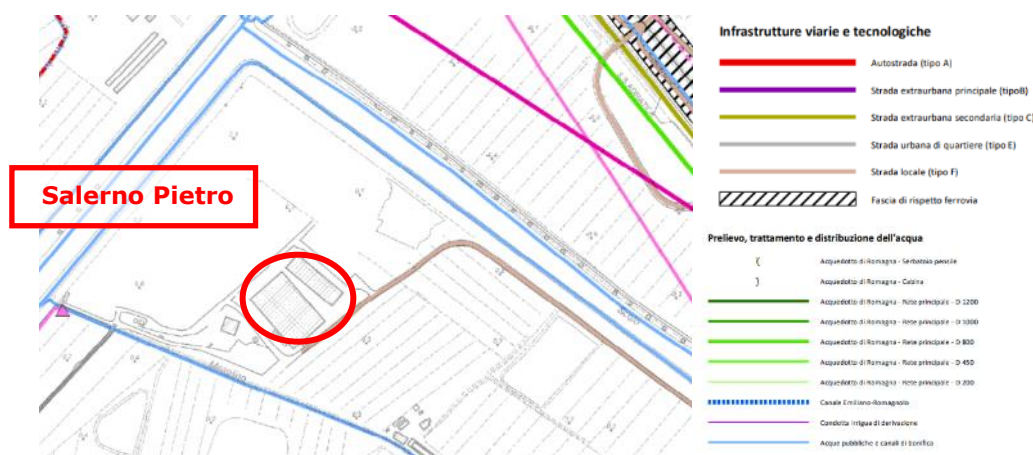 Salerno Pietro
Infrastrutture viarie e tecnologiche
Autostrada (tipo A)
Strada extraurbana principale (tipoB)
Strada extraurbana secondaria (tipo C)
Strada urbana di quartiere (tipo E)
Strada locale (tipo F)
Fascia di rispetto ferrovia
Prelievo, trattamento e distribuzione dell'acqua
Acquedotto di Romagna - Serbatoio pensile
Acquedotto di Romagna - Cabina
Acquedotto di Romagna - Rete principale - D 1200
Acquedotto di Romagna - Rete principale - D 1000
Acquedotto di Romagna - Rete principale - D 800
Acquedotto di Romagna - Rete principale - D 450
Acquedotto di Romagna - Rete principale - D 200
Canale Emiliano-Romagnolo
Condotta irrigua di derivazione
Acque pubbliche e canali di bonifica